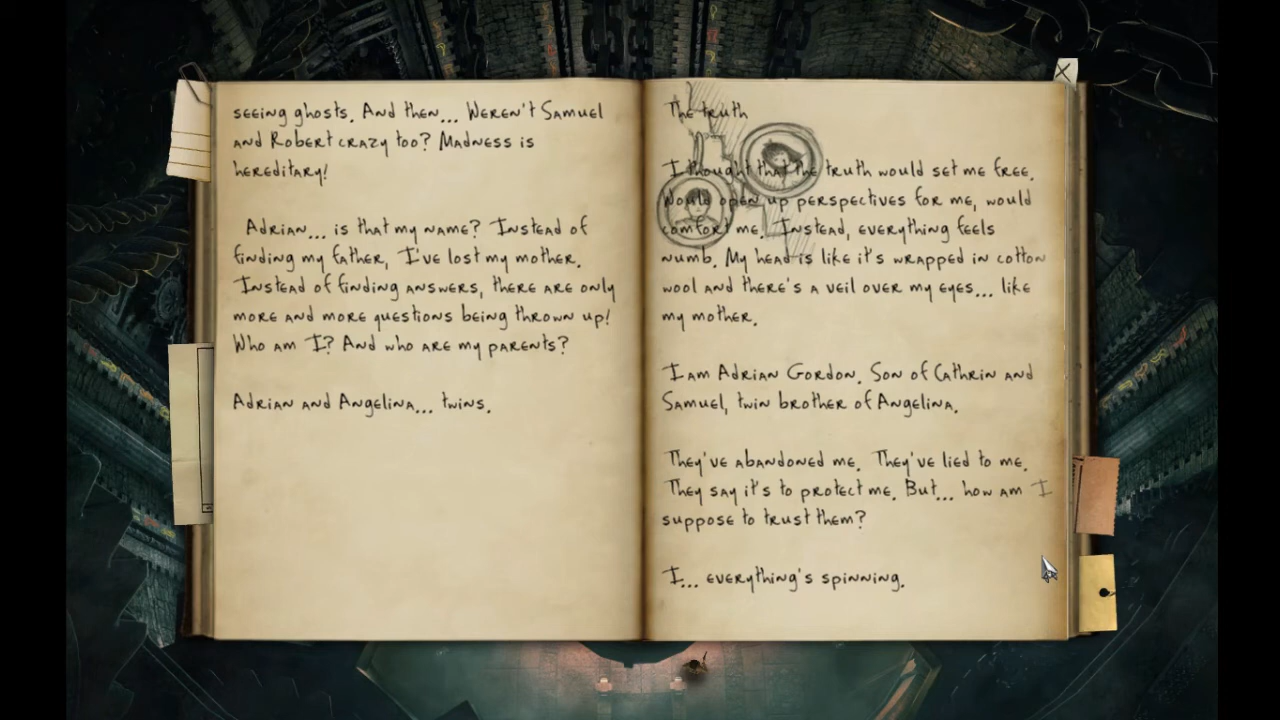 seeing ghosts. And then... Weren't Samuel
and Robert crazy too? Madness is
hereditary!
Adrian... is that my name? Instead of
finding my father, I've lost my mother.
Instead of finding answers, there are only
more and more questions being thrown up!
Who am I? And who are my parents?
Adrian and Angelina... twins.
The truth
I thought that the truth would set me free.
Would open up perspectives for me, would
comfort me. Instead, everything feels
numb. My head is like it's wrapped in cotton
wool and there's a veil over my eyes... like
my mother.
I am Adrian Gordon. Son of Cathrin and
Samuel, twin brother of Angelina.
They've abandoned me. They've lied to me.
They say it's to protect me. But... how am I
suppose to trust them?
I... everything's spinning.